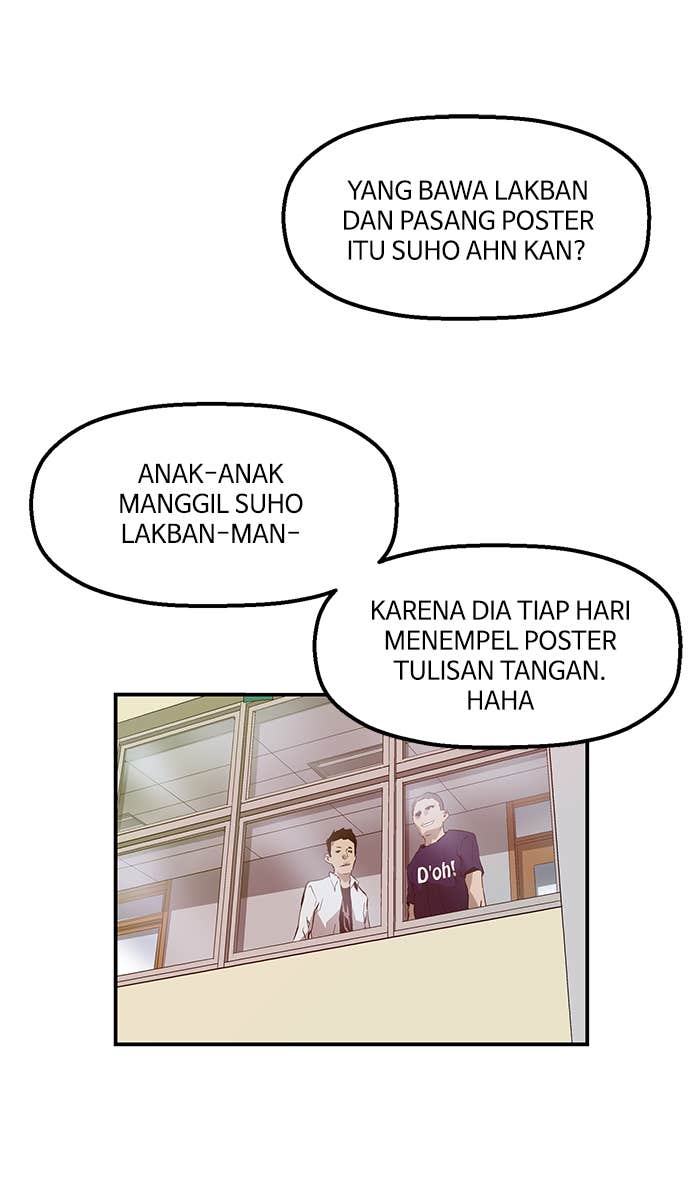 YANG BAWA LAKBAN
DAN PASANG POSTER
ITU SUHO AHN KAN?
ANAK-ANAK
MANGGIL SUHO
LAKBAN-MAN-
KARENA DIA TIAP HARI
MENEMPEL POSTER
TULISAN TANGAN.
HAHA
D'oh!